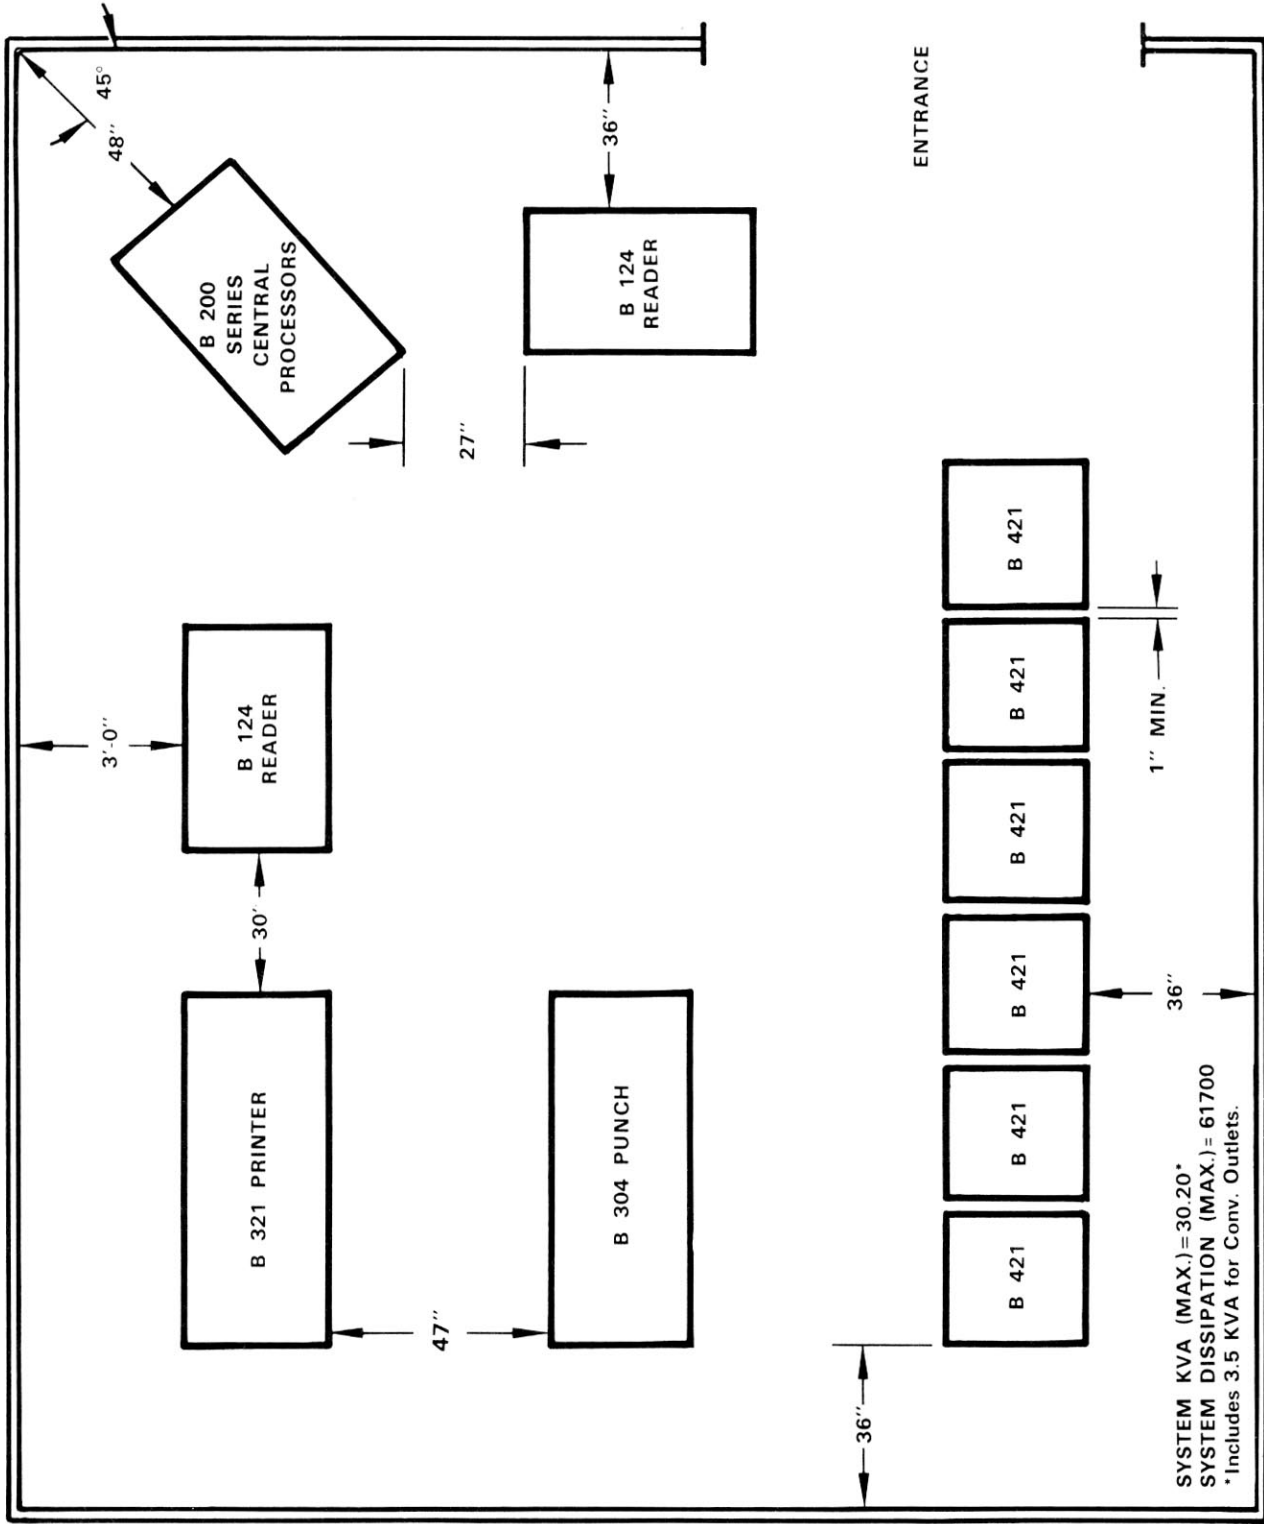 45°
48′′
B 200
SERIES
CENTRAL
PROCESSORS
36′′
ENTRANCE
B 124
READER
27′′
3′-0′′
B 124
READER
30′
B 321 PRINTER
47′′
B 304 PUNCH
B 421
B 421
B 421
B 421
B 421
B 421
1′′ MIN.
36′′
36′′
SYSTEM KVA (MAX.)=30.20*
SYSTEM DISSIPATION (MAX.)= 61700
*Includes 3.5 KVA for Conv. Outlets.